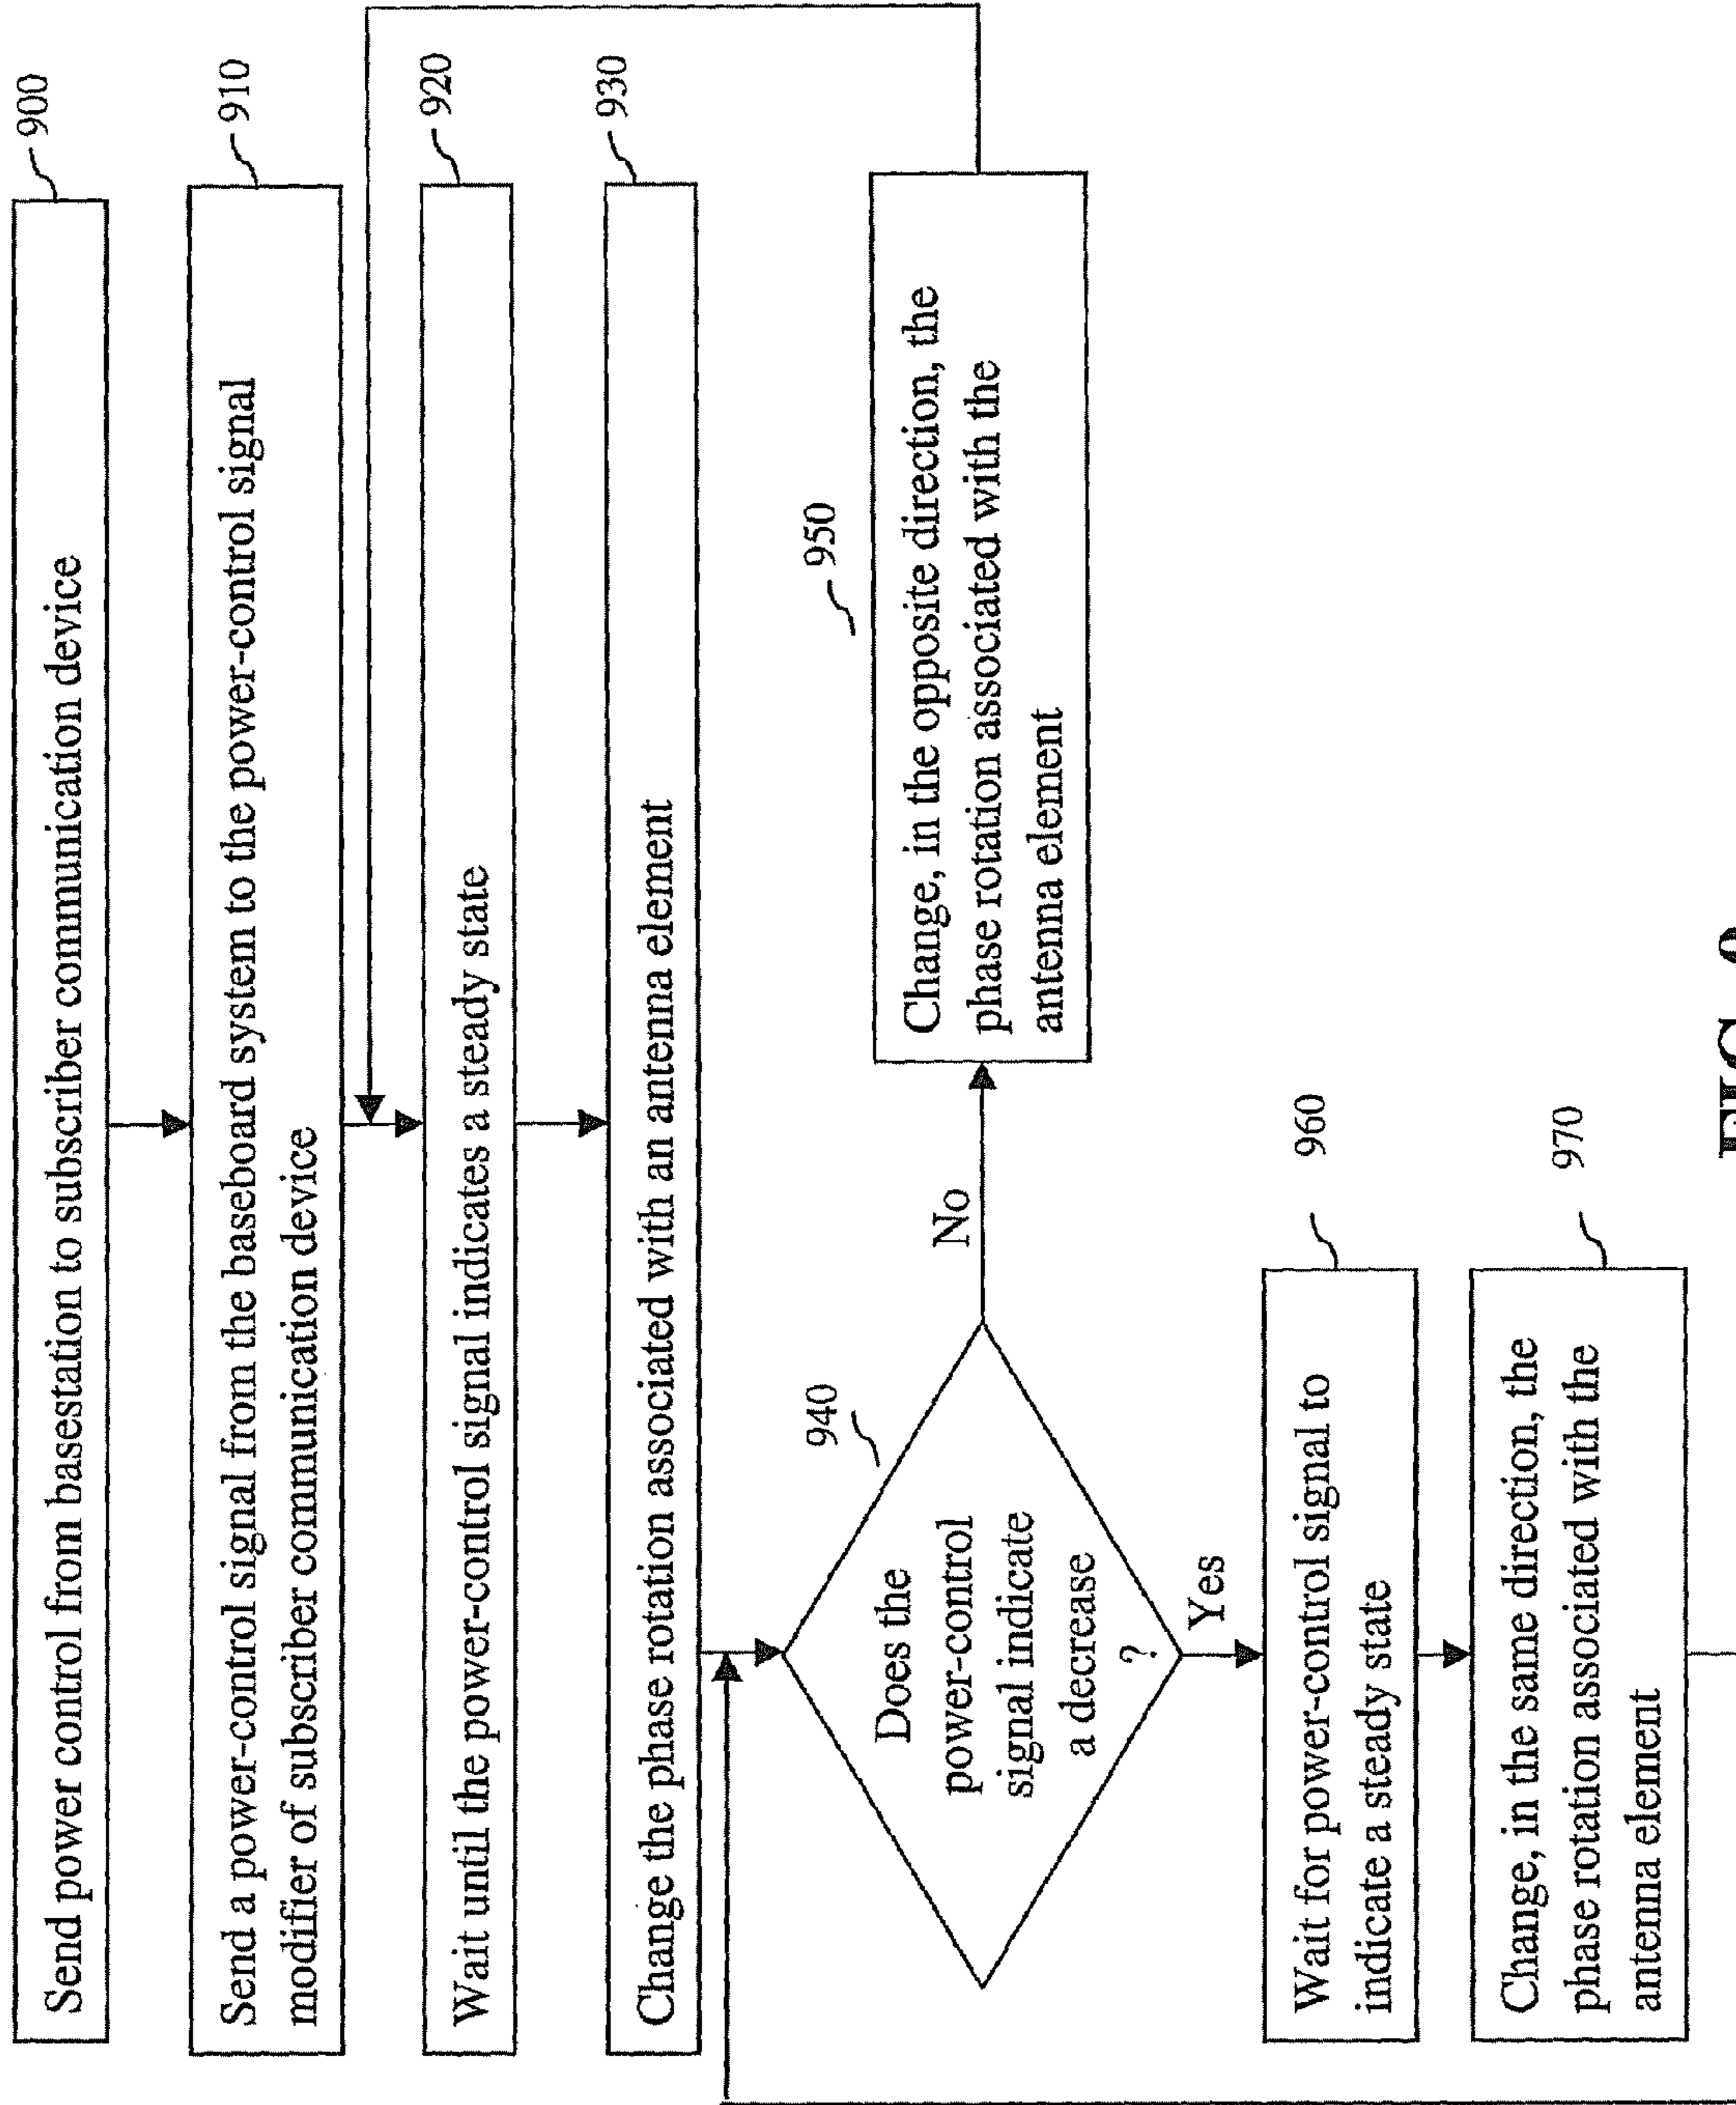 Send power control from basestation to subscriber communication device
900
Send a power-control signal from the baseboard system to the power-control signal
modifier of subscriber communication device
910
Wait until the power-control signal indicates a steady state
920
Change the phase rotation associated with an antenna element
930
Does the
power-control
signal indicate
a decrease
?
940
No
Change, in the opposite direction, the
phase rotation associated with the
antenna element
950
Yes
Wait for power-control signal to
indicate a steady state
960
Change, in the same direction, the
phase rotation associated with the
antenna element
970